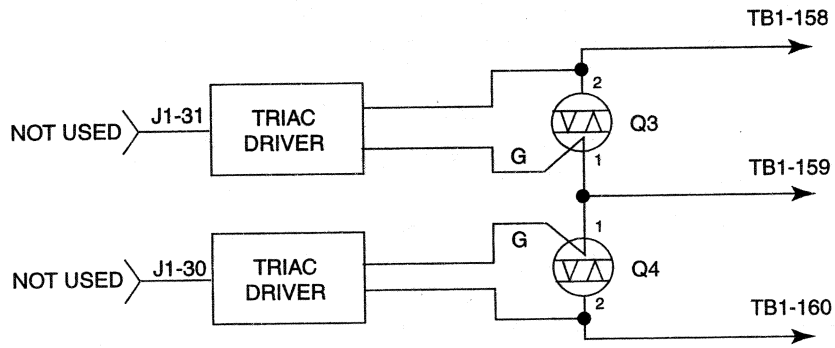 TB1-158
J1-31
NOT USED
TRIAC
DRIVER
2
Q3
G
1
TB1-159
1
G
J1-30
NOT USED
TRIAC
DRIVER
Q4
2
TB1-160